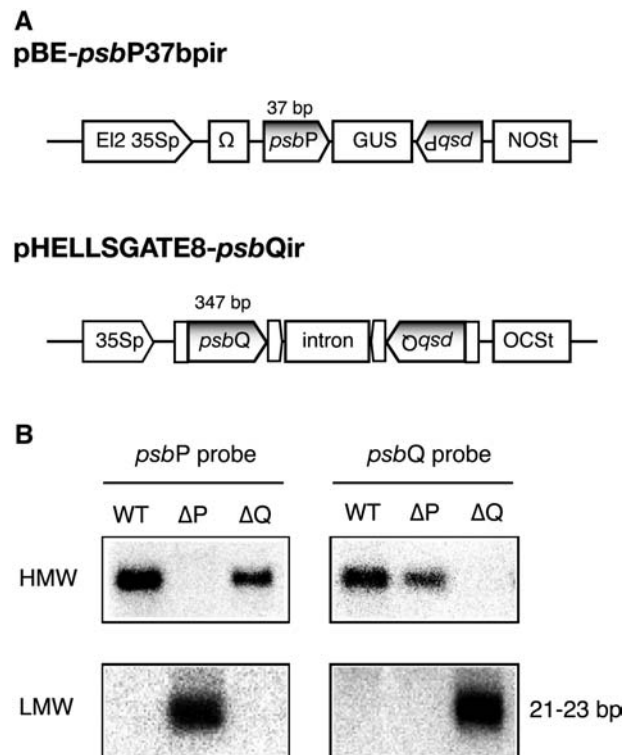 A
pBE-psbP37bpir
37 bp
El2 35Sp Ω psbP GUS psbP NOSt
pHELLSGATE8-psbQir
347 bp
35Sp psbQ intron psbQ OCSt
B
psbP probe psbQ probe
WT ΔP ΔQ WT ΔP ΔQ
HMW
LMW 21-23 bp